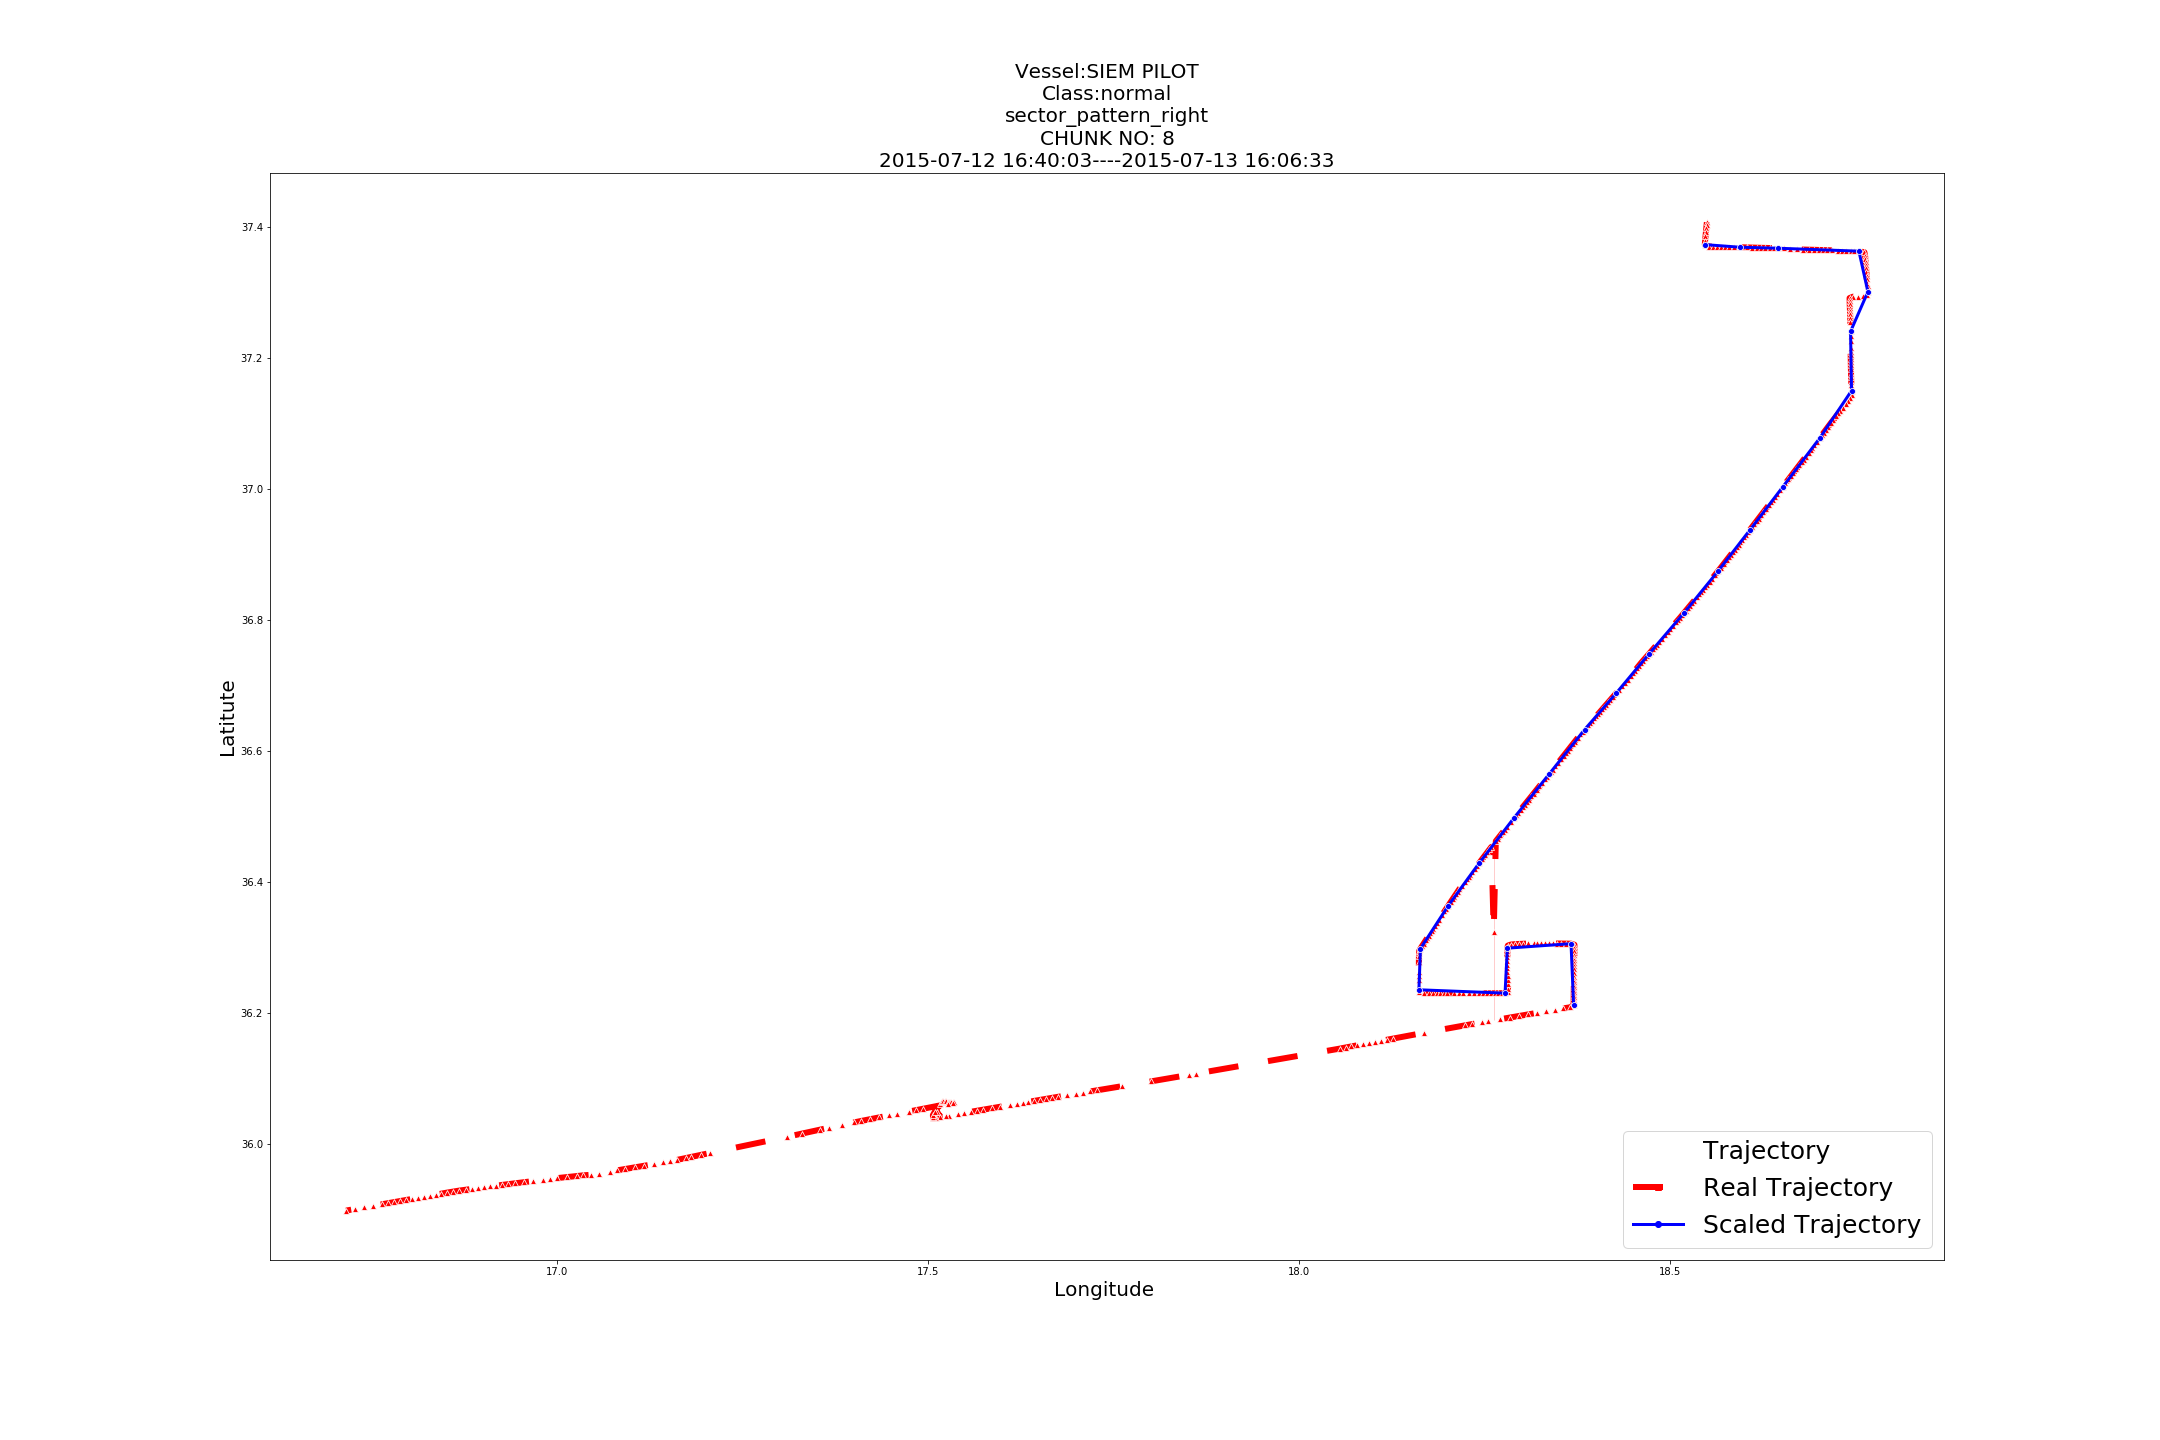 Vessel:SIEM PILOT
Class:normal
sector_pattern_right
CHUNK NO: 8
2015-07-12 16:40:03----2015-07-13 16:06:33
37.4
37.2
37.0
36.8
36.6
36.4
36.2
36.0
Latitute
17.0
17.5
18.0
18.5
Longitude
Trajectory
Real Trajectory
Scaled Trajectory